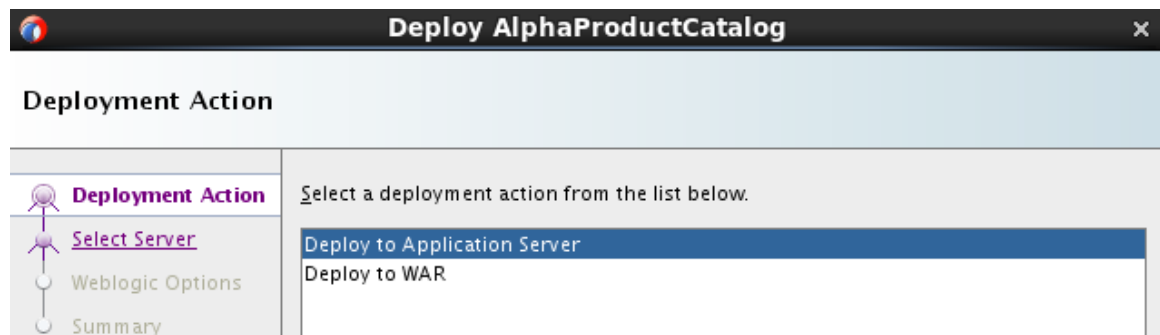 Deploy AlphaProductCatalog
Deployment Action
Deployment Action
Select Server
Weblogic Options
Summary
Select a deployment action from the list below.
Deploy to Application Server
Deploy to WAR